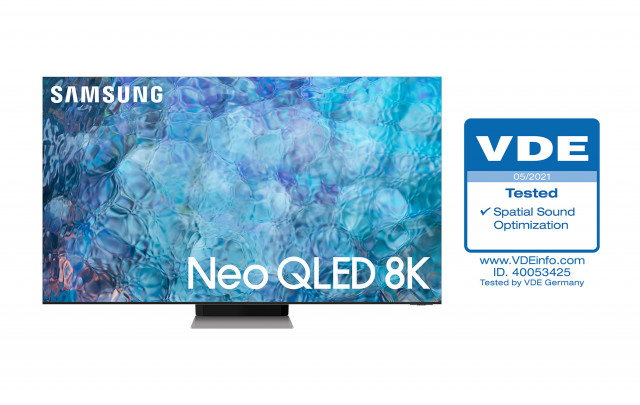 SAMSUNG
Neo QLED 8K
VDE
05/2021
Tested
✓ Spatial Sound
Optimization
www.VDEinfo.com
ID. 40053425
Tested by VDE Germany